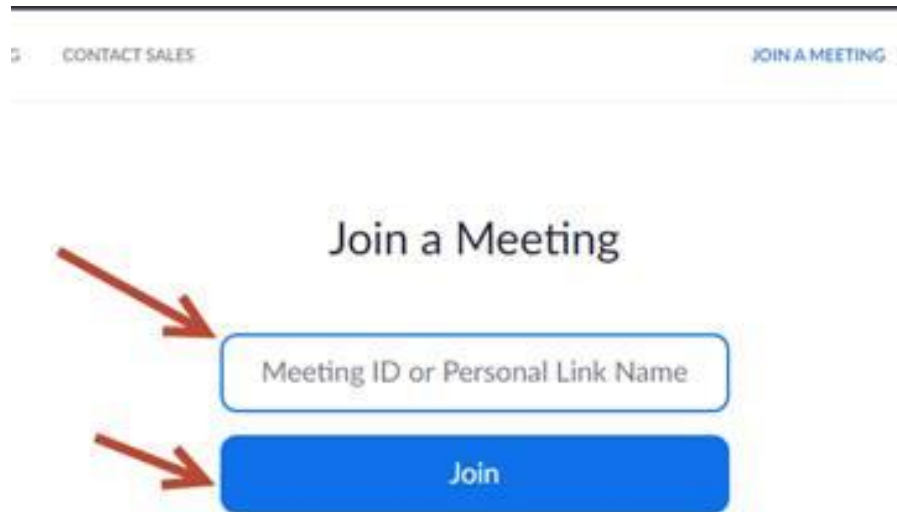 CONTACT SALES
JOIN A MEETING
Join a Meeting
Meeting ID or Personal Link Name
Join